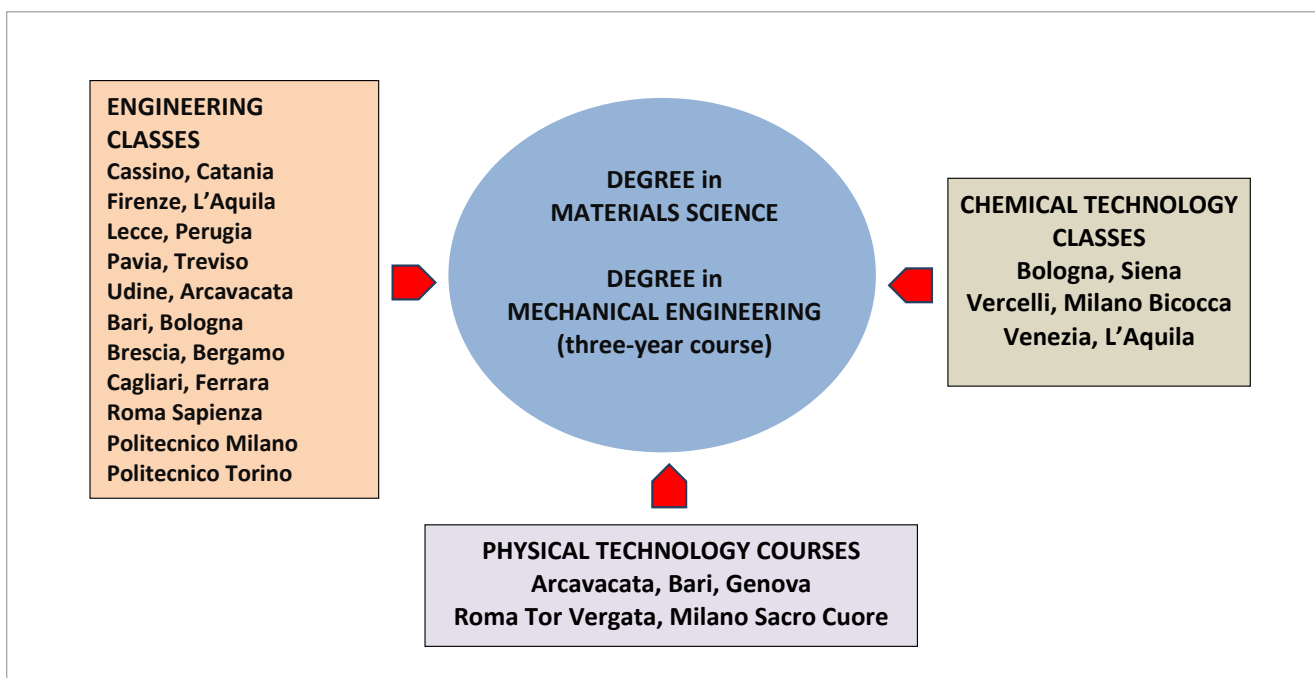 ENGINEERING
CLASSES
Cassino, Catania
Firenze, L’Aquila
Lecce, Perugia
Pavia, Treviso
Udine, Arcavacata
Bari, Bologna
Brescia, Bergamo
Cagliari, Ferrara
Roma Sapienza
Politecnico Milano
Politecnico Torino
DEGREE in
MATERIALS SCIENCE
DEGREE in
MECHANICAL ENGINEERING
(three-year course)
CHEMICAL TECHNOLOGY
CLASSES
Bologna, Siena
Vercelli, Milano Bicocca
Venezia, L’Aquila
PHYSICAL TECHNOLOGY COURSES
Arcavacata, Bari, Genova
Roma Tor Vergata, Milano Sacro Cuore